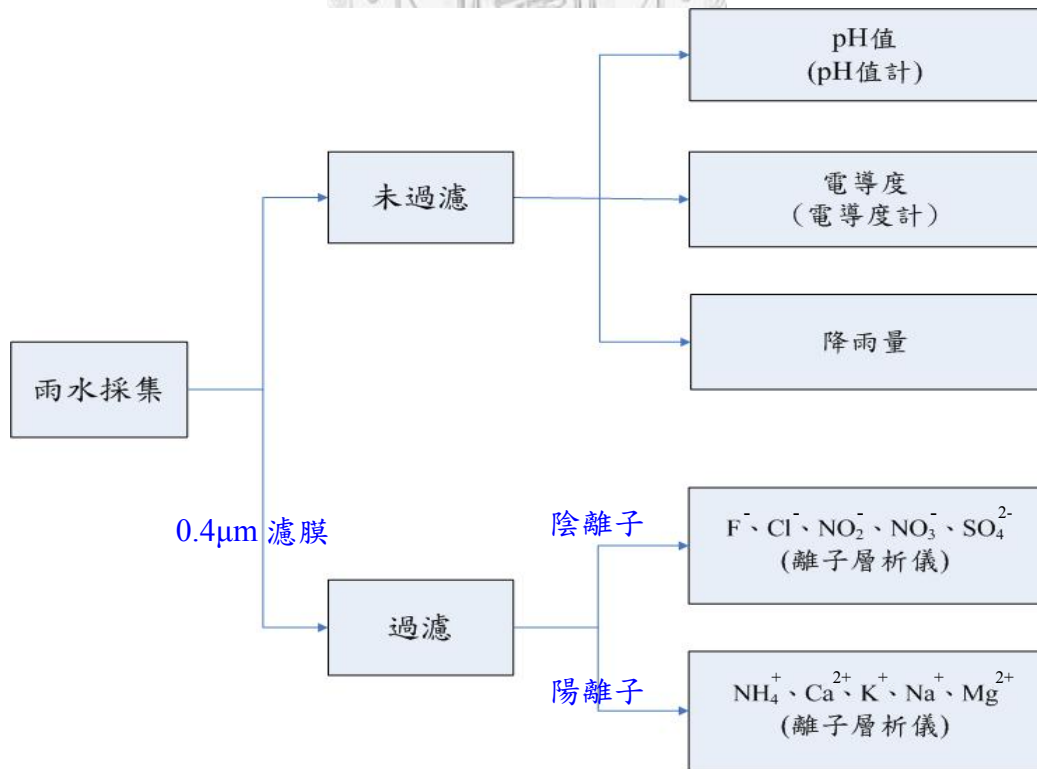 pH值
(pH值計)
未過濾
電導度
(電導度計)
降雨量
雨水採集
0.4μm 濾膜
陰離子
F⁻、Cl⁻、NO₂⁻、NO₃⁻、SO₄²⁻
(離子層析儀)
過濾
陽離子
NH₄⁺、Ca²⁺、K⁺、Na⁺、Mg²⁺
(離子層析儀)